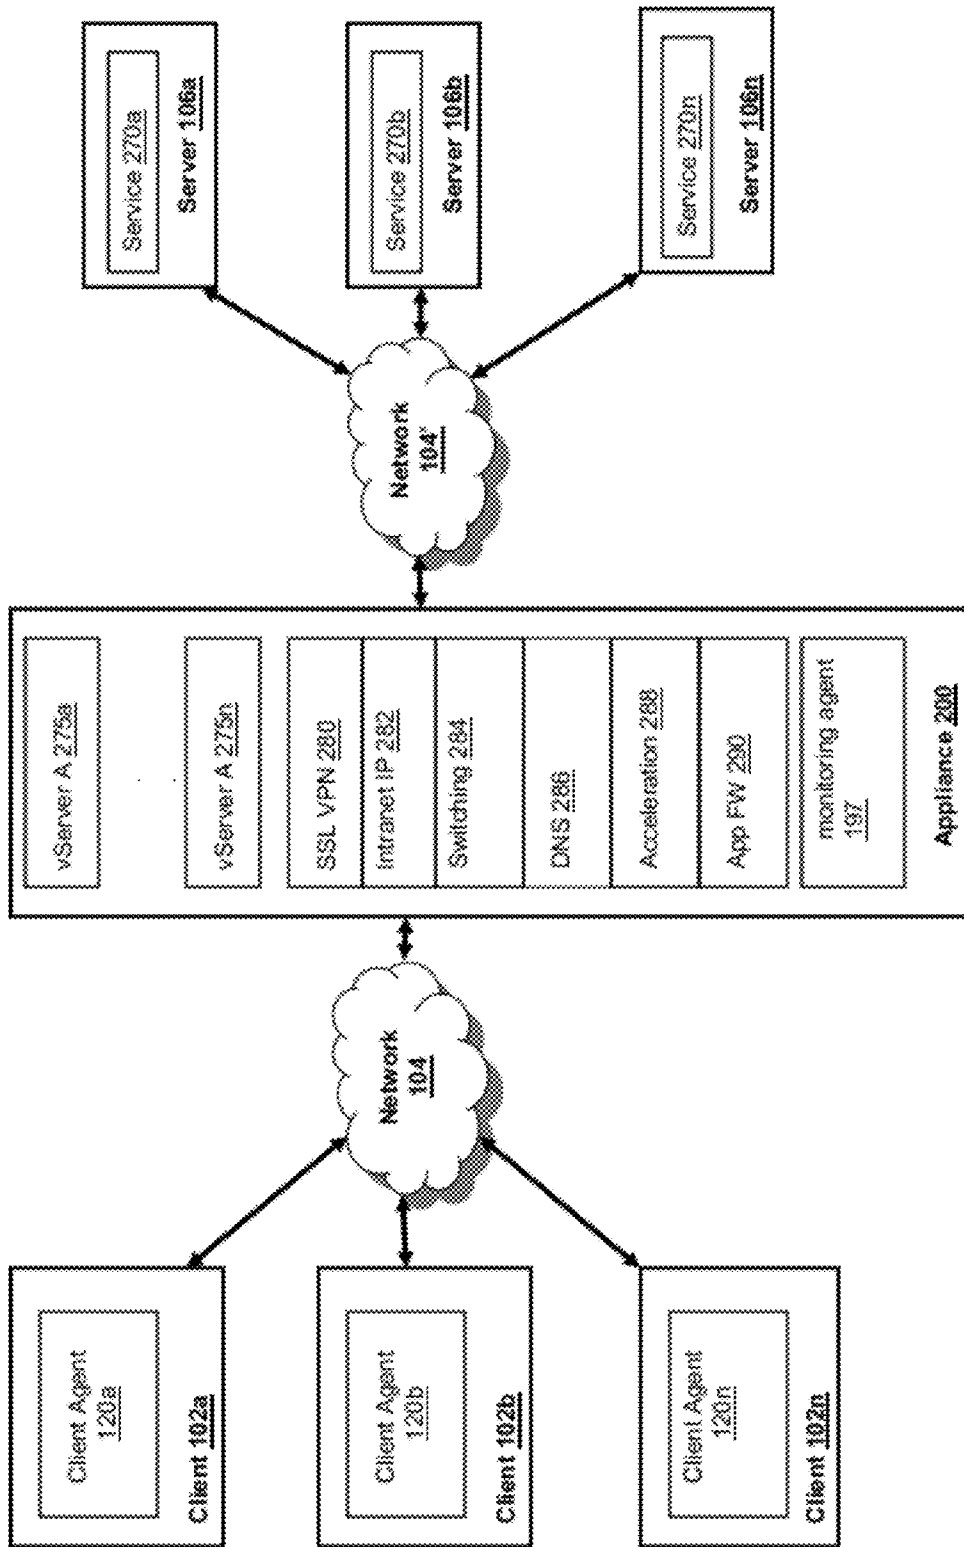 Client Agent
120a
Client 102a
Client Agent
120b
Client 102b
Client Agent
120n
Client 102n
Network
104
vServer A 275a
vServer A 275n
SSL VPN 280
Intranet IP 282
Switching 284
DNS 286
Acceleration 288
App FW 290
monitoring agent
197
Appliance 200
Network
104'
Service 270a
Server 106a
Service 270b
Server 106b
Service 270n
Server 106n